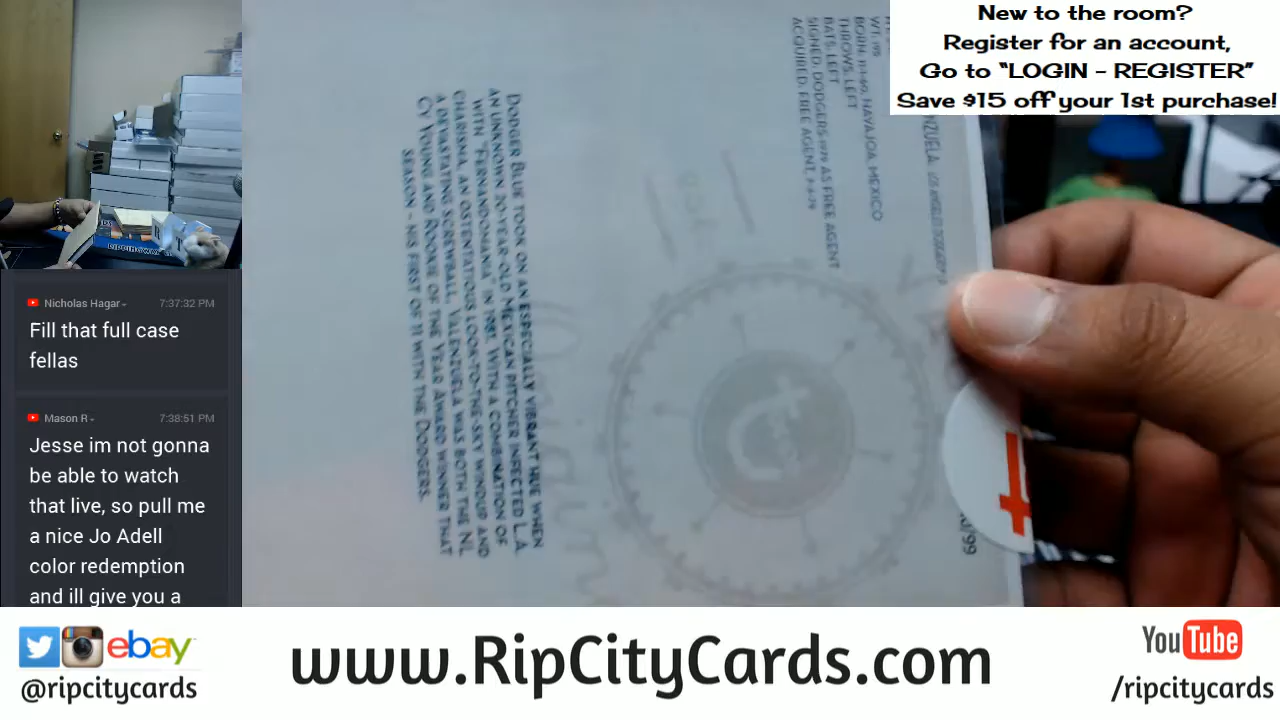 New to the room?
Register for an account,
Go to “LOGIN - REGISTER”
Save $15 off your 1st purchase!
Nicholas Hagar
7:37:32 PM
Fill that full case
fellas
Mason R
7:38:51 PM
Jesse im not gonna
be able to watch
that live, so pull me
a nice Jo Adell
color redemption
and ill give you a
NZUELA
WT. 195
BORN: 11-1-60, NAVAJOA, MEXICO
THROWS: LEFT
BATS: LEFT
SIGNED: DODGERS 1979 AS FREE AGENT
ACQUIRED: FREE AGENT,
DODGER BLUE TOOK ON AN ESPECIALLY VIBRANT HUE WHEN
AN UNKNOWN 20-YEAR-OLD MEXICAN PITCHER INFECTED L.A.
WITH "FERNANDOMANIA" IN 1981. WITH A COMBINATION OF
CHARISMA, AN OSTENTATIOUS LOOK-TO-THE-SKY WINDUP AND
A DEVASTATING SCREWBALL, VALENZUELA WAS BOTH THE NL
CY YOUNG AND ROOKIE OF THE YEAR AWARD WINNER THAT
SEASON - HIS FIRST OF 11 WITH THE DODGERS.
/99
ebay
@ripcitycards
www.RipCityCards.com
YouTube
/ripcitycards